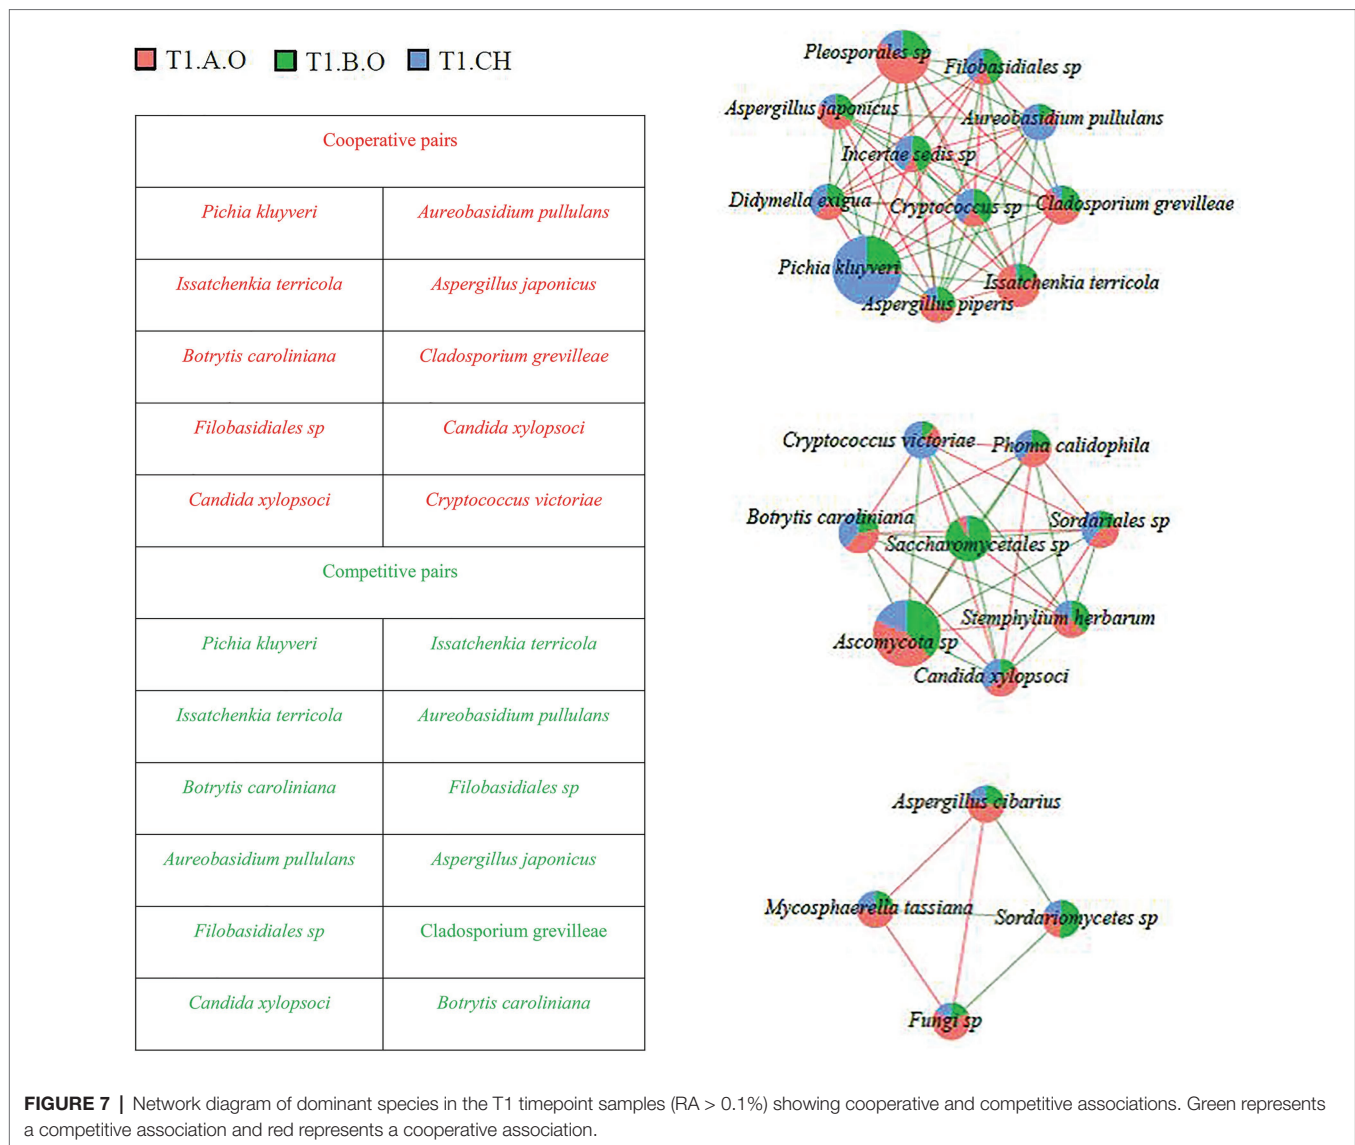 T1.A.O T1.B.O T1.CH
Cooperative pairs
Pichia kluyveri Aureobasidium pullulans
Issatchenkia terricola Aspergillus japonicus
Botrytis caroliniana Cladosporium grevilleae
Filobasidiales sp Candida xylopsoci
Candida xylopsoci Cryptococcus victoriae
Competitive pairs
Pichia kluyveri Issatchenkia terricola
Issatchenkia terricola Aureobasidium pullulans
Botrytis caroliniana Filobasidiales sp
Aureobasidium pullulans Aspergillus japonicus
Filobasidiales sp Cladosporium grevilleae
Candida xylopsoci Botrytis caroliniana
Pleosporales sp
Filobasidiales sp
Aspergillus japonicus
Aureobasidium pullulans
Incertae sedis sp
Didymella exigua
Cryptococcus sp
Cladosporium grevilleae
Pichia kluyveri
Issatchenkia terricola
Aspergillus piperis
Cryptococcus victoriae
Phoma calidophila
Botrytis caroliniana
Sordariales sp
Saccharomycetales sp
Stemphylium herbarum
Ascomycota sp
Candida xylopsoci
Aspergillus cibarius
Mycosphaerella tassiana
Sordariomycetes sp
Fungi sp
FIGURE 7 | Network diagram of dominant species in the T1 timepoint samples (RA > 0.1%) showing cooperative and competitive associations. Green represents
a competitive association and red represents a cooperative association.